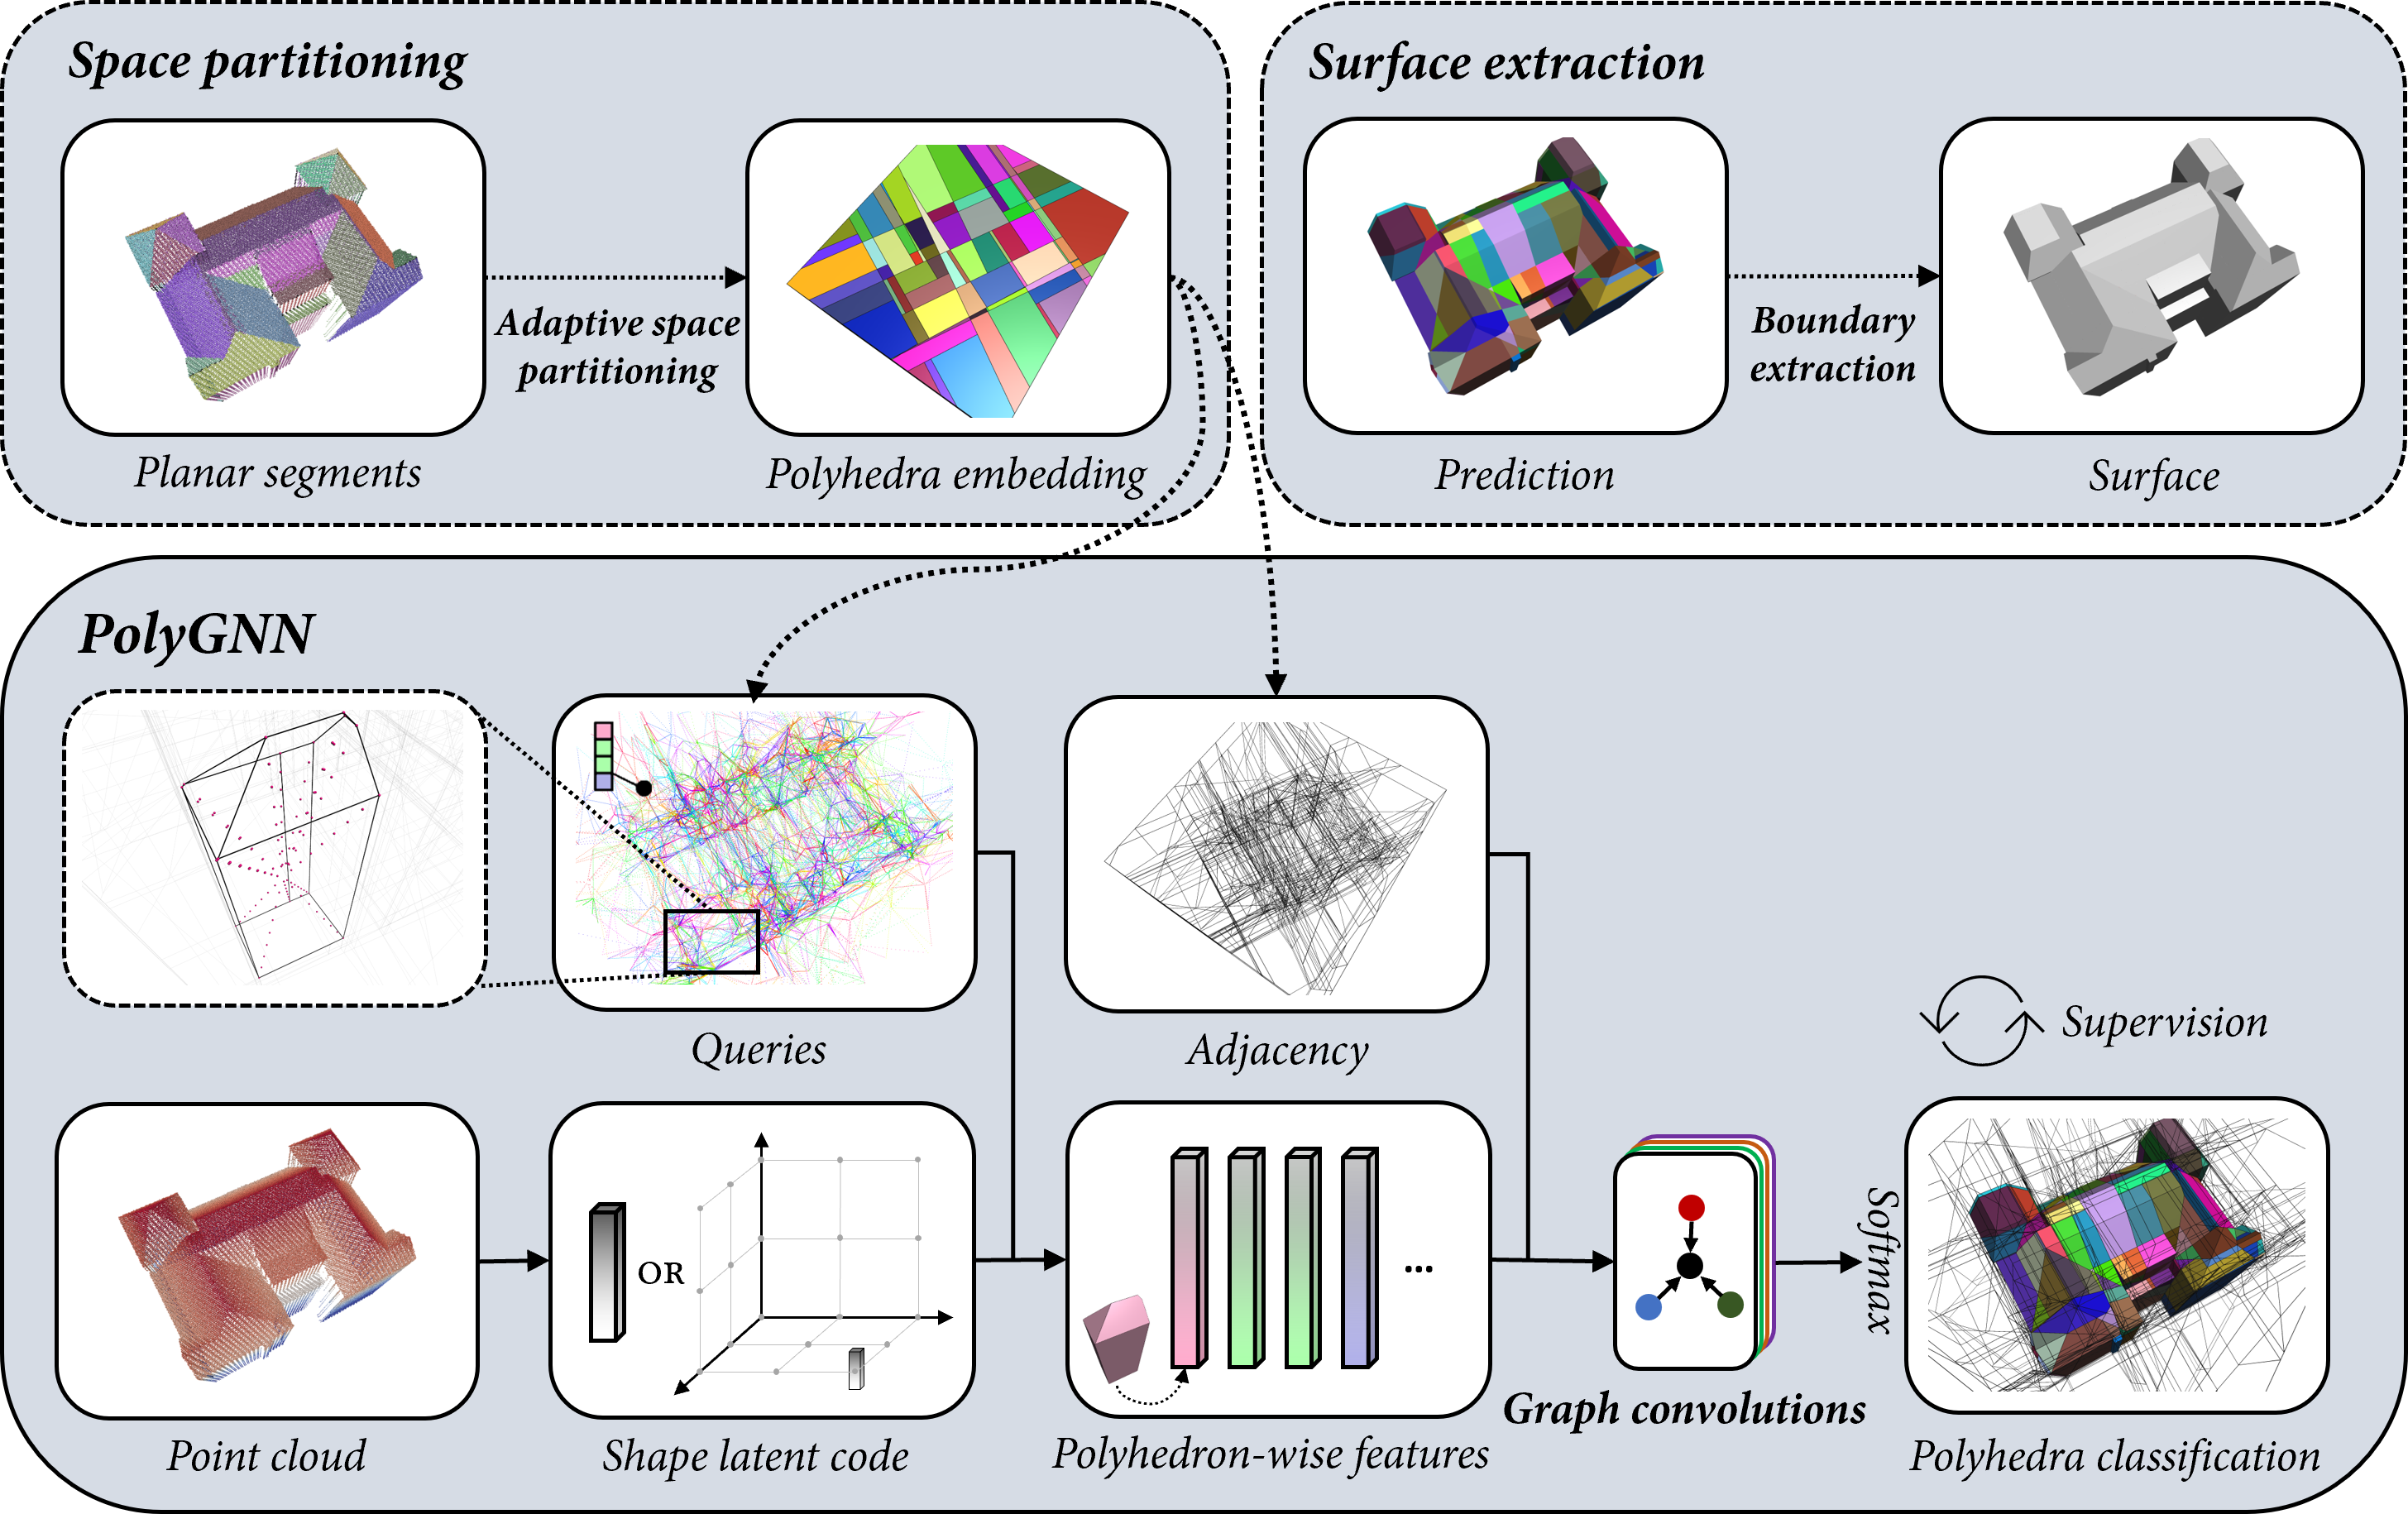 Space partitioning
Adaptive space
partitioning
Planar segments
Polyhedra embedding
Surface extraction
Boundary
extraction
Prediction
Surface
PolyGNN
Queries
Adjacency
Supervision
OR
...
Softmax
Graph convolutions
Point cloud
Shape latent code
Polyhedron-wise features
Polyhedra classification